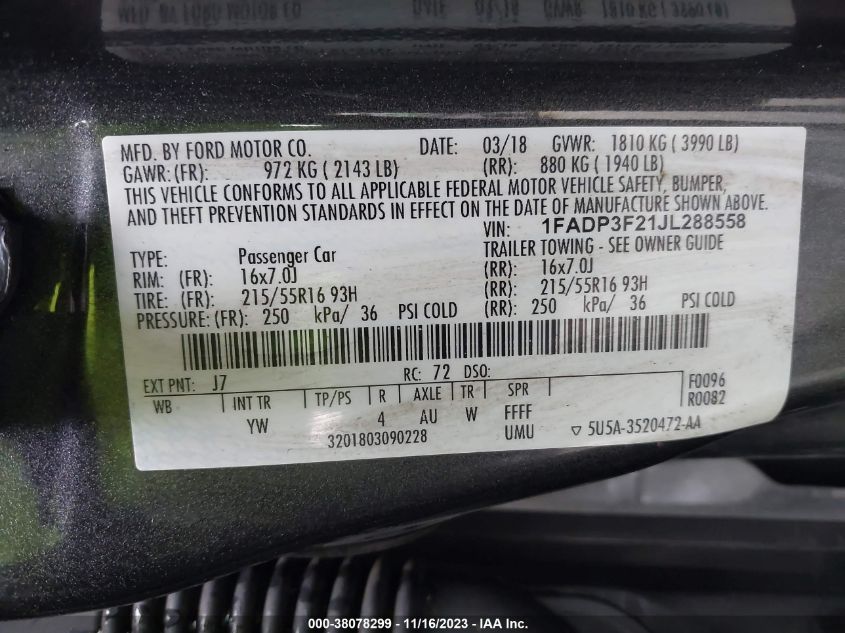 MFD. BY FORD MOTOR CO. DATE: 03/18 GVWR: 1810 KG ( 3990 LB)
GAWR: (FR): 972 KG ( 2143 LB) (RR): 880 KG ( 1940 LB)
THIS VEHICLE CONFORMS TO ALL APPLICABLE FEDERAL MOTOR VEHICLE SAFETY, BUMPER,
AND THEFT PREVENTION STANDARDS IN EFFECT ON THE DATE OF MANUFACTURE SHOWN ABOVE.
VIN: 1FADP3F21JL288558
TYPE: Passenger Car TRAILER TOWING - SEE OWNER GUIDE
RIM: (FR): 16x7.0J (RR): 16x7.0J
TIRE: (FR): 215/55R16 93H (RR): 215/55R16 93H
PRESSURE: (FR): 250 kPa/ 36 PSI COLD (RR): 250 kPa/ 36 PSI COLD
EXT PNT: J7 RC: 72 DSO:
WB INT TR TP/PS R AXLE TR SPR F0096
R0082
YW 4 AU W FFFF
3201803090228 UMU 5U5A-3520472-AA
000-38078299 - 11/16/2023 - IAA Inc.